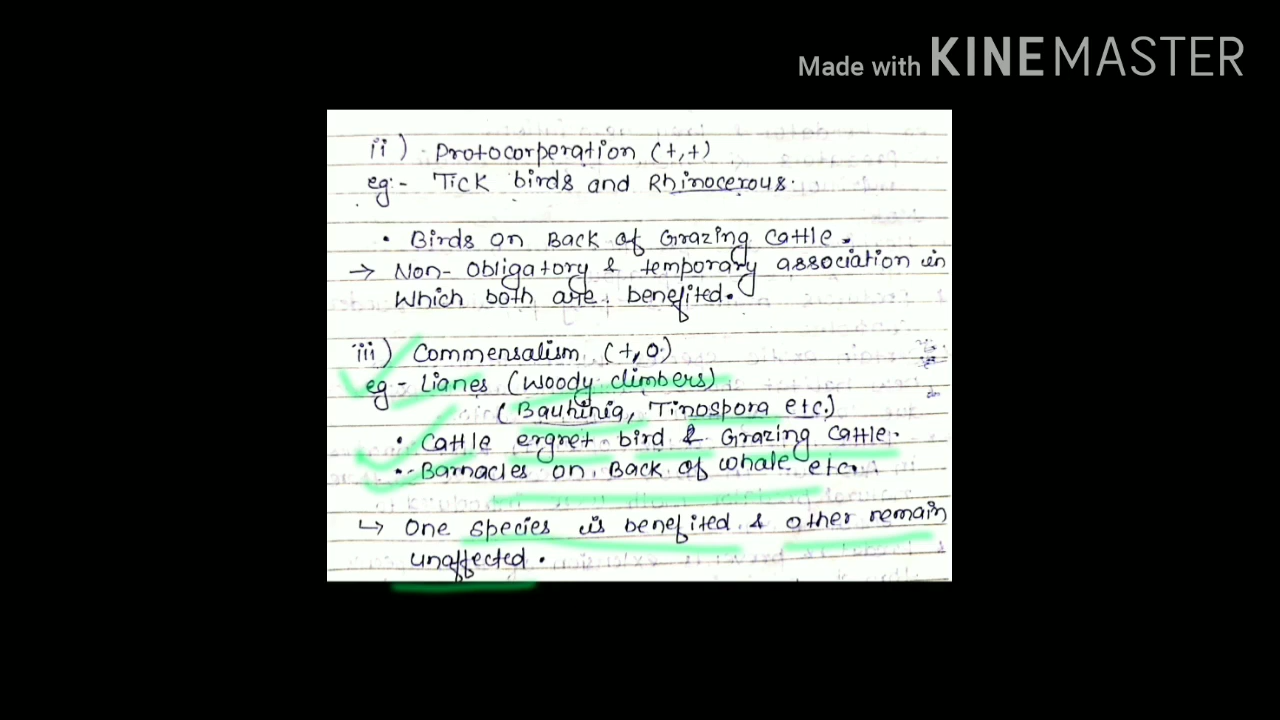 Made with KINEMASTER
ii) Protocorperation (+,+)
eg:- Tick birds and Rhinocerous.
• Birds on Back of Grazing cattle.
→ Non-Obligatory & temporary association in
Which both are benefited.
iii) Commensalism (+,0)
eg - Lianes (woody climbers)
(Bauhinia, Tinospora etc.)
• Cattle ergret bird & Grazing cattle.
• Barnacles on Back of whale etc.
↳ One species is benefited & other remain
unaffected.